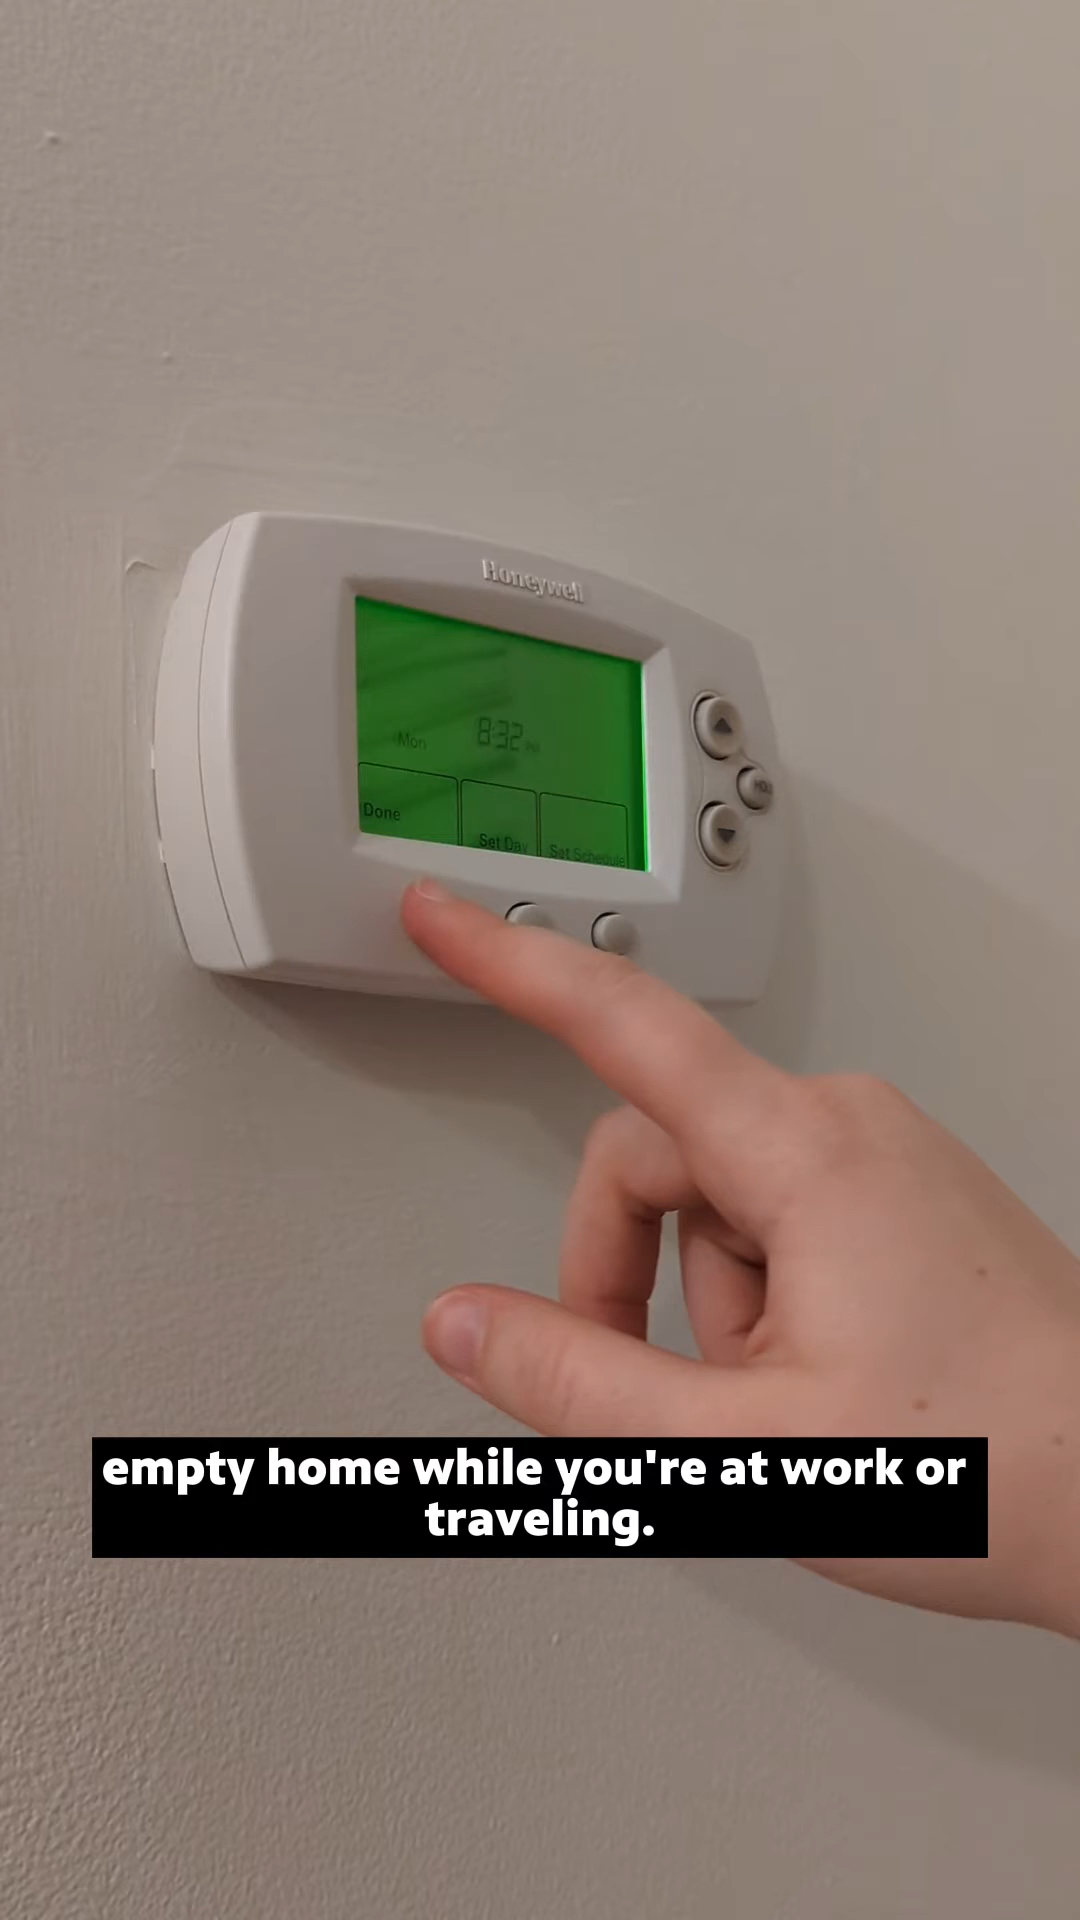 Honeywell
Mon 8:32
Done
Set Day
Set Schedule
empty home while you're at work or
traveling.